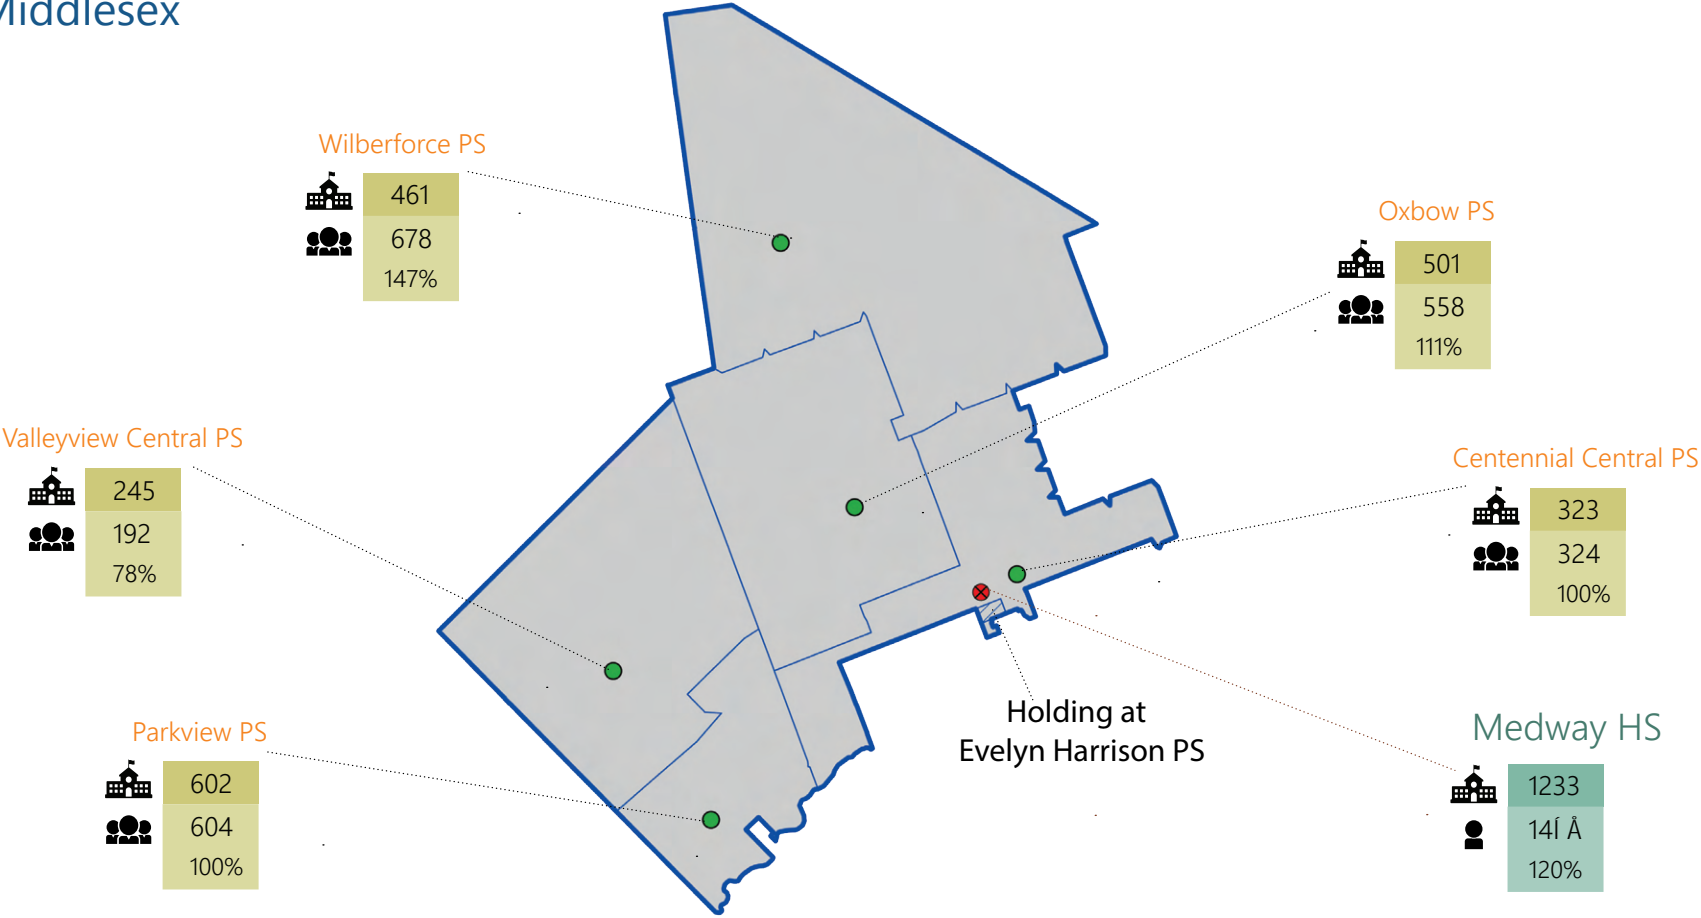 Middlesex
Wilberforce PS
461
678
147%
Oxbow PS
501
558
111%
Valleyview Central PS
245
192
78%
Centennial Central PS
323
324
100%
Holding at
Evelyn Harrison PS
Parkview PS
602
604
100%
Medway HS
1233
14Í Å
120%